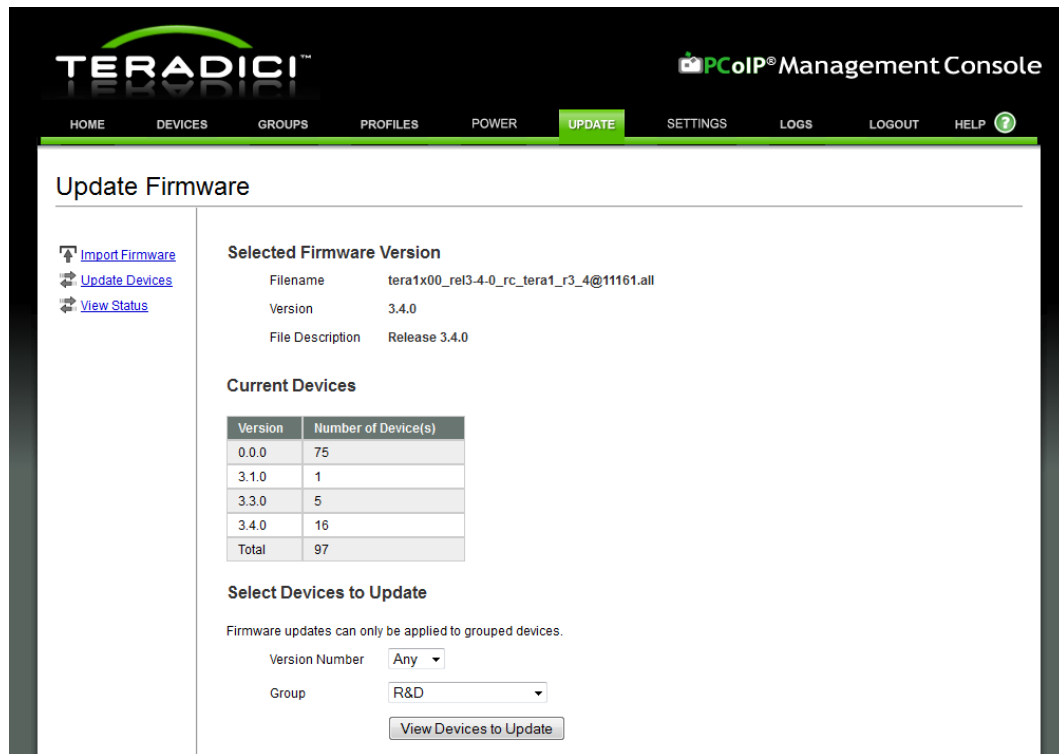 TERADICI™
PCoIP® Management Console
HOME DEVICES GROUPS PROFILES POWER UPDATE SETTINGS LOGS LOGOUT HELP ?
Update Firmware
Import Firmware
Update Devices
View Status
Selected Firmware Version
Filename tera1x00_rel3-4-0_rc_tera1_r3_4@11161.all
Version 3.4.0
File Description Release 3.4.0
Current Devices
Version Number of Device(s)
0.0.0 75
3.1.0 1
3.3.0 5
3.4.0 16
Total 97
Select Devices to Update
Firmware updates can only be applied to grouped devices.
Version Number Any
Group R&D
View Devices to Update